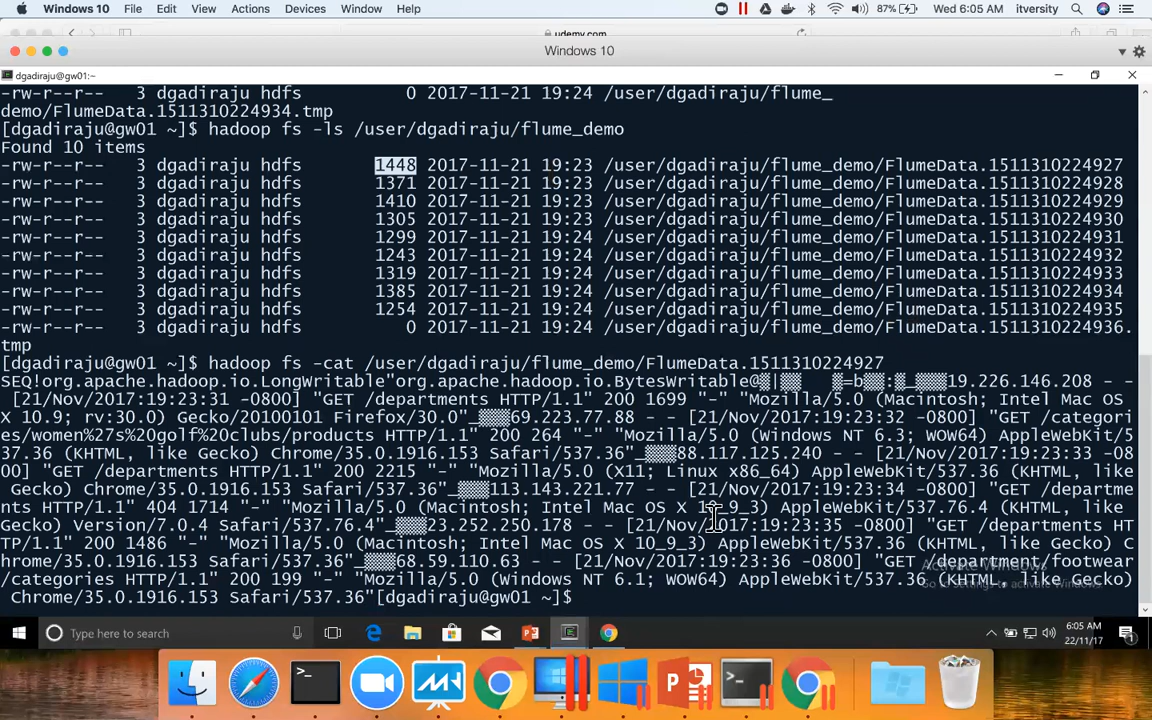 Windows 10 File Edit View Actions Devices Window Help 87% Wed 6:05 AM itversity
udemy.com
Windows 10
dgadiraju@gw01:~
-rw-r--r-- 3 dgadiraju hdfs 0 2017-11-21 19:24 /user/dgadiraju/flume_
demo/FlumeData.1511310224934.tmp
[dgadiraju@gw01 ~]$ hadoop fs -ls /user/dgadiraju/flume_demo
Found 10 items
-rw-r--r-- 3 dgadiraju hdfs 1448 2017-11-21 19:23 /user/dgadiraju/flume_demo/FlumeData.1511310224927
-rw-r--r-- 3 dgadiraju hdfs 1371 2017-11-21 19:23 /user/dgadiraju/flume_demo/FlumeData.1511310224928
-rw-r--r-- 3 dgadiraju hdfs 1410 2017-11-21 19:23 /user/dgadiraju/flume_demo/FlumeData.1511310224929
-rw-r--r-- 3 dgadiraju hdfs 1305 2017-11-21 19:23 /user/dgadiraju/flume_demo/FlumeData.1511310224930
-rw-r--r-- 3 dgadiraju hdfs 1299 2017-11-21 19:24 /user/dgadiraju/flume_demo/FlumeData.1511310224931
-rw-r--r-- 3 dgadiraju hdfs 1243 2017-11-21 19:24 /user/dgadiraju/flume_demo/FlumeData.1511310224932
-rw-r--r-- 3 dgadiraju hdfs 1319 2017-11-21 19:24 /user/dgadiraju/flume_demo/FlumeData.1511310224933
-rw-r--r-- 3 dgadiraju hdfs 1385 2017-11-21 19:24 /user/dgadiraju/flume_demo/FlumeData.1511310224934
-rw-r--r-- 3 dgadiraju hdfs 1254 2017-11-21 19:24 /user/dgadiraju/flume_demo/FlumeData.1511310224935
-rw-r--r-- 3 dgadiraju hdfs 0 2017-11-21 19:24 /user/dgadiraju/flume_demo/FlumeData.1511310224936.
tmp
[dgadiraju@gw01 ~]$ hadoop fs -cat /user/dgadiraju/flume_demo/FlumeData.1511310224927
SEQ!org.apache.hadoop.io.LongWritable"org.apache.hadoop.io.BytesWritable@▒|▒▒ ▒=b▒▒:▒_▒▒▒19.226.146.208 - -
[21/Nov/2017:19:23:31 -0800] "GET /departments HTTP/1.1" 200 1699 "-" "Mozilla/5.0 (Macintosh; Intel Mac OS
X 10.9; rv:30.0) Gecko/20100101 Firefox/30.0"_▒▒▒69.223.77.88 - - [21/Nov/2017:19:23:32 -0800] "GET /categori
es/women%27s%20golf%20clubs/products HTTP/1.1" 200 264 "-" "Mozilla/5.0 (Windows NT 6.3; WOW64) AppleWebKit/5
37.36 (KHTML, like Gecko) Chrome/35.0.1916.153 Safari/537.36"_▒▒▒88.117.125.240 - - [21/Nov/2017:19:23:33 -08
00] "GET /departments HTTP/1.1" 200 2215 "-" "Mozilla/5.0 (X11; Linux x86_64) AppleWebKit/537.36 (KHTML, like
Gecko) Chrome/35.0.1916.153 Safari/537.36"_▒▒▒113.143.221.77 - - [21/Nov/2017:19:23:34 -0800] "GET /departme
nts HTTP/1.1" 404 1714 "-" "Mozilla/5.0 (Macintosh; Intel Mac OS X 10_9_3) AppleWebKit/537.76.4 (KHTML, like
Gecko) Version/7.0.4 Safari/537.76.4"_▒▒▒23.252.250.178 - - [21/Nov/2017:19:23:35 -0800] "GET /departments HT
TP/1.1" 200 1486 "-" "Mozilla/5.0 (Macintosh; Intel Mac OS X 10_9_3) AppleWebKit/537.36 (KHTML, like Gecko) C
hrome/35.0.1916.153 Safari/537.36"_▒▒▒68.59.110.63 - - [21/Nov/2017:19:23:36 -0800] "GET /department/footwear
/categories HTTP/1.1" 200 199 "-" "Mozilla/5.0 (Windows NT 6.1; WOW64) AppleWebKit/537.36 (KHTML, like Gecko)
Chrome/35.0.1916.153 Safari/537.36"[dgadiraju@gw01 ~]$
Activate Windows
Go to Settings to activate Windows.
Type here to search
6:05 AM
22/11/17